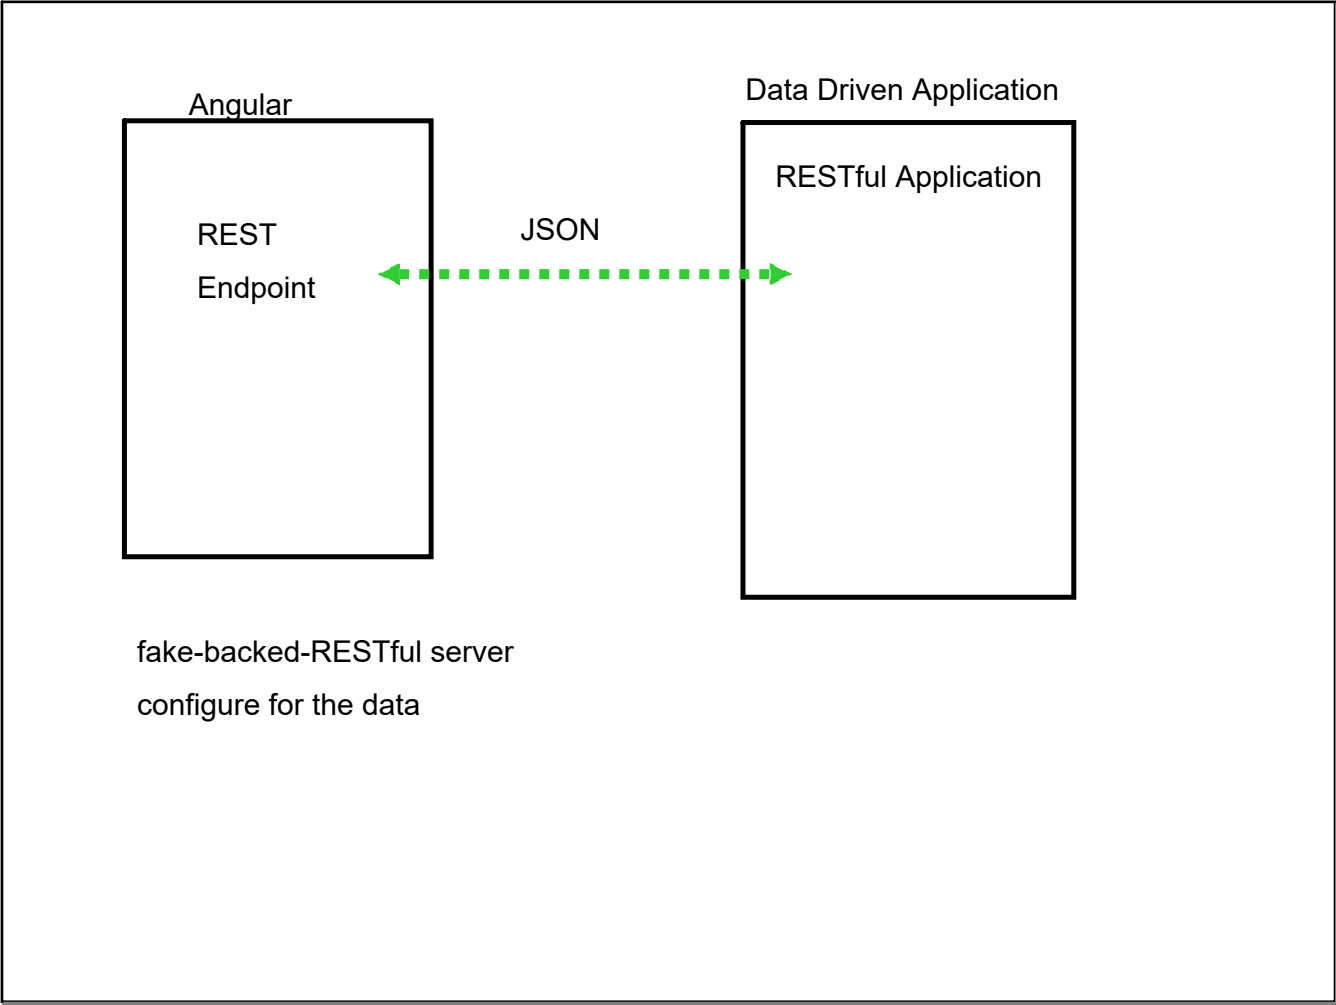 Angular
Data Driven Application
RESTful Application
REST
Endpoint
JSON
fake-backed-RESTful server
configure for the data